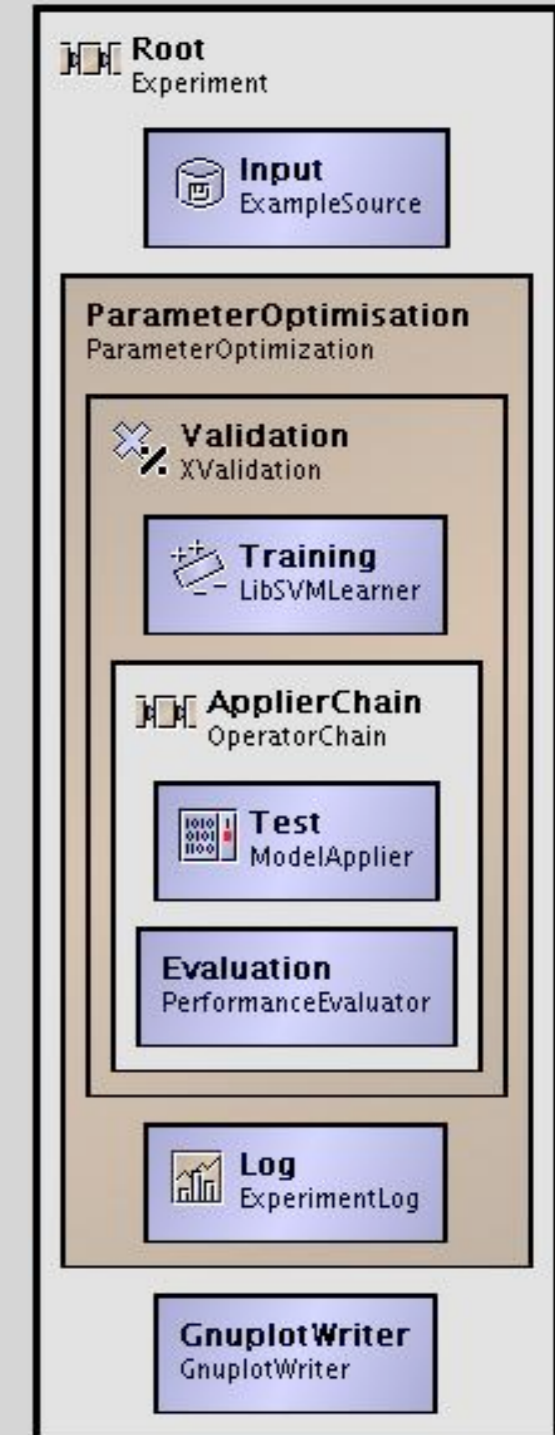 Root
Experiment
Input
ExampleSource
ParameterOptimisation
ParameterOptimization
Validation
XValidation
Training
LibSVMLearner
ApplierChain
OperatorChain
Test
ModelApplier
Evaluation
PerformanceEvaluator
Log
ExperimentLog
GnuplotWriter
GnuplotWriter